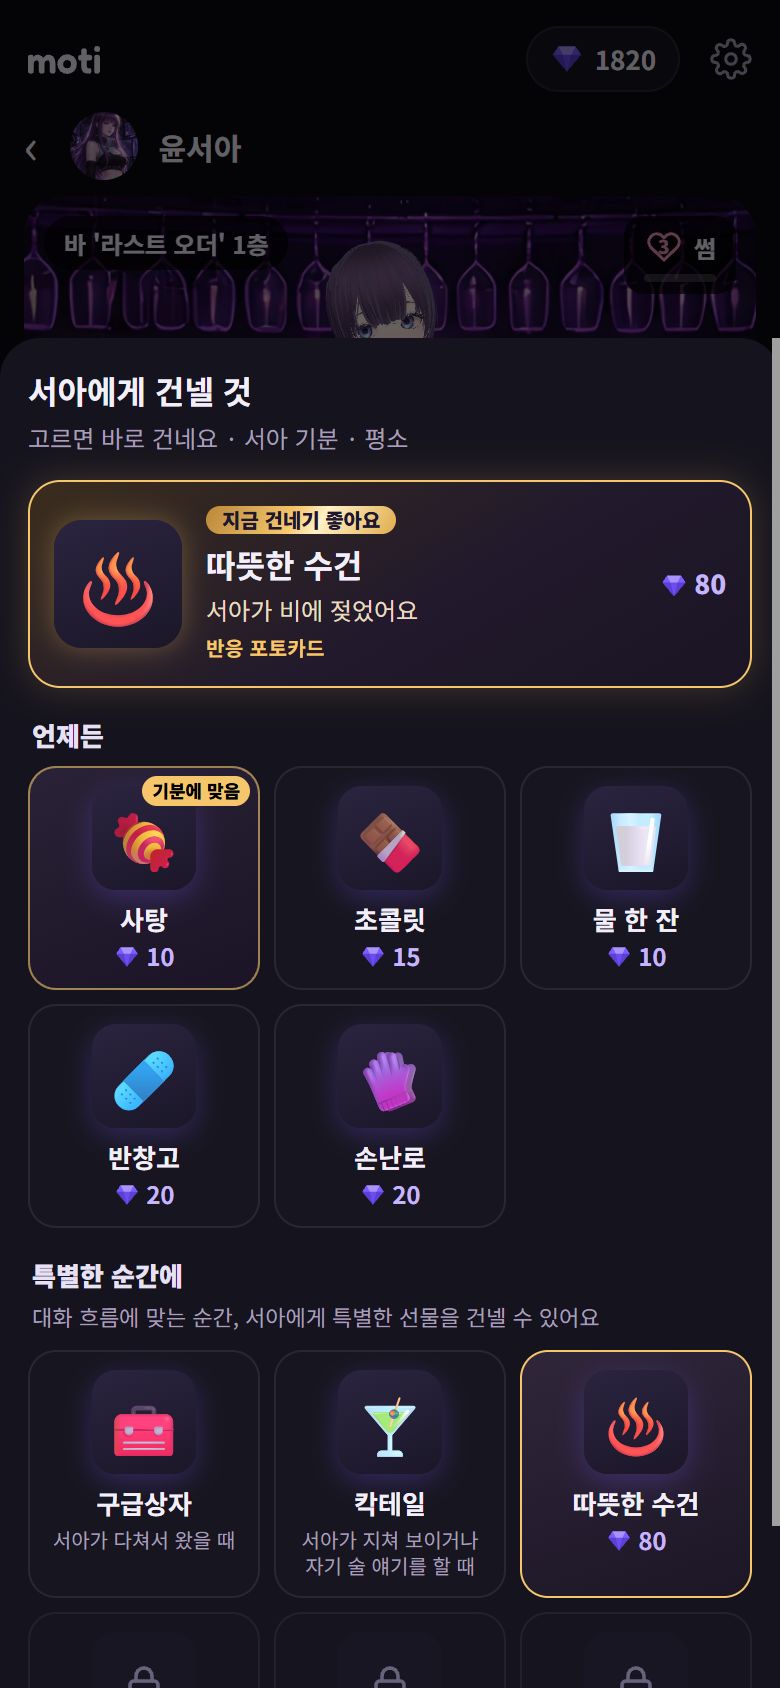 moti
1820
‹ 윤서아
바 '라스트 오더' 1층
3 썸
서아에게 건넬 것
고르면 바로 건네요 · 서아 기분 · 평소
지금 건네기 좋아요
따뜻한 수건
80
서아가 비에 젖었어요
반응 포토카드
언제든
기분에 맞음
사탕
10
초콜릿
15
물 한 잔
10
반창고
20
손난로
20
특별한 순간에
대화 흐름에 맞는 순간, 서아에게 특별한 선물을 건넬 수 있어요
구급상자
서아가 다쳐서 왔을 때
칵테일
서아가 지쳐 보이거나
자기 술 얘기를 할 때
따뜻한 수건
80